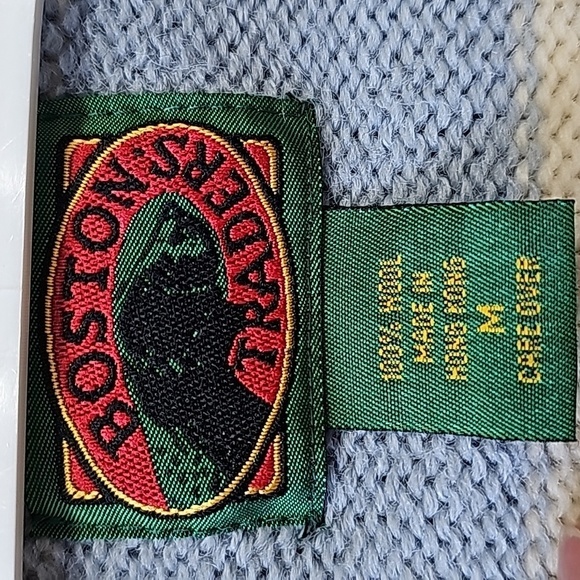 BOSTON:
TRADERS:
100% WOOL
MADE IN
HONG KONG
M
CARE OVER